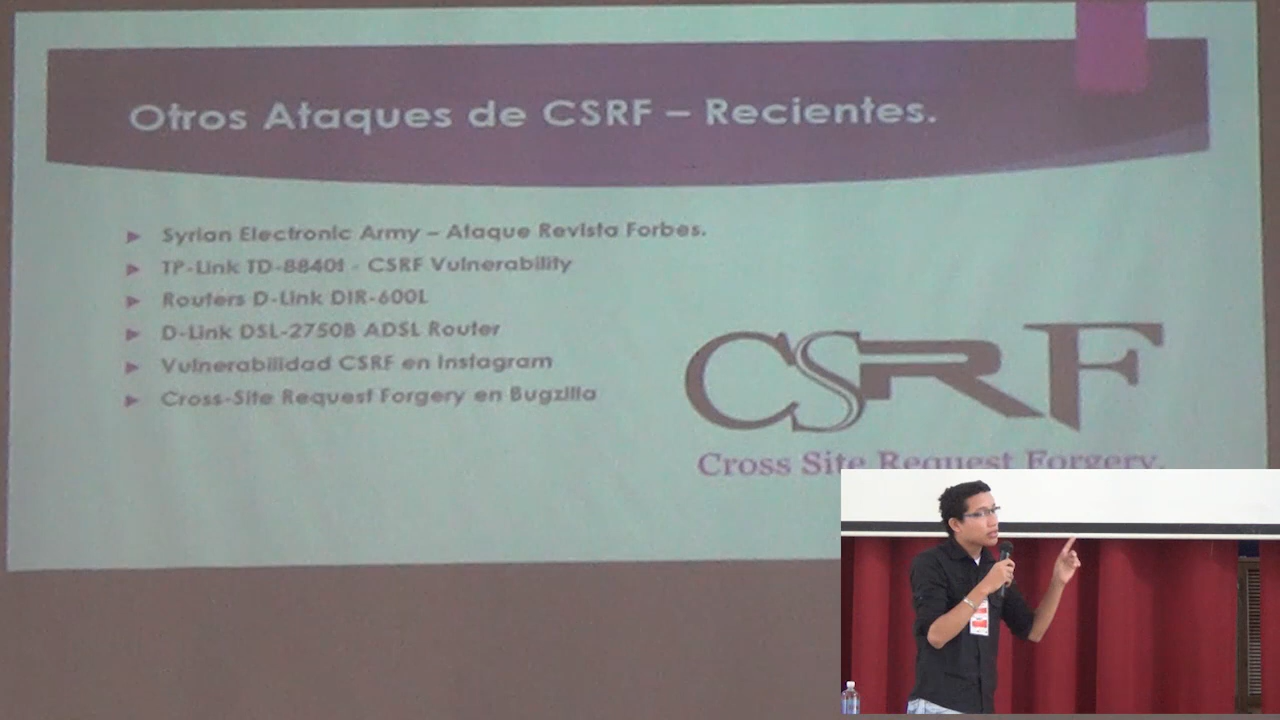 Otros Ataques de CSRF – Recientes.
Syrian Electronic Army – Ataque Revista Forbes.
TP-Link TD-8840t - CSRF Vulnerability
Routers D-Link DIR-600L
D-Link DSL-2750B ADSL Router
Vulnerabilidad CSRF en Instagram
Cross-Site Request Forgery en Bugzilla
CSRF
Cross Site Request Forgery.